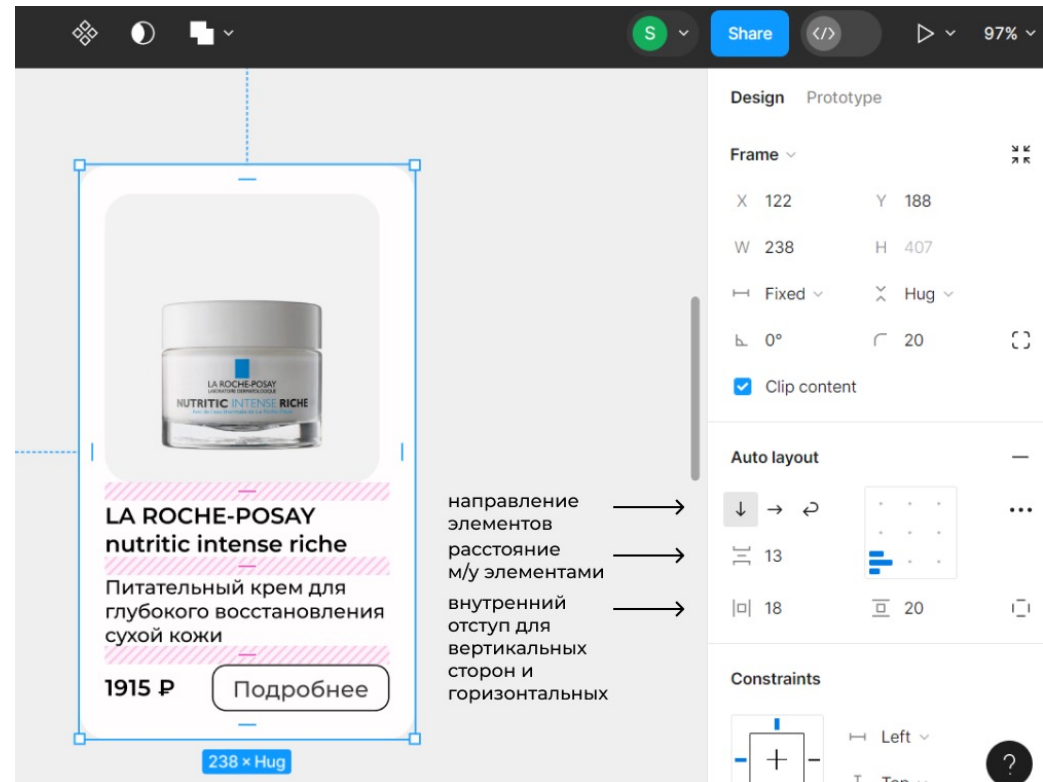 S
Share
</>
97%
Design Prototype
Frame
X 122 Y 188
W 238 H 407
Fixed Hug
0° 20
Clip content
Auto layout
13
18 20
Constraints
Left
Top
?
LA ROCHE-POSAY
LABORATOIRE DERMATOLOGIQUE
NUTRITIC INTENSE RICHE
LA ROCHE-POSAY
nutritic intense riche
Питательный крем для
глубокого восстановления
сухой кожи
1915 ₽ Подробнее
238 × Hug
направление
элементов
расстояние
м/у элементами
внутренний
отступ для
вертикальных
сторон и
горизонтальных